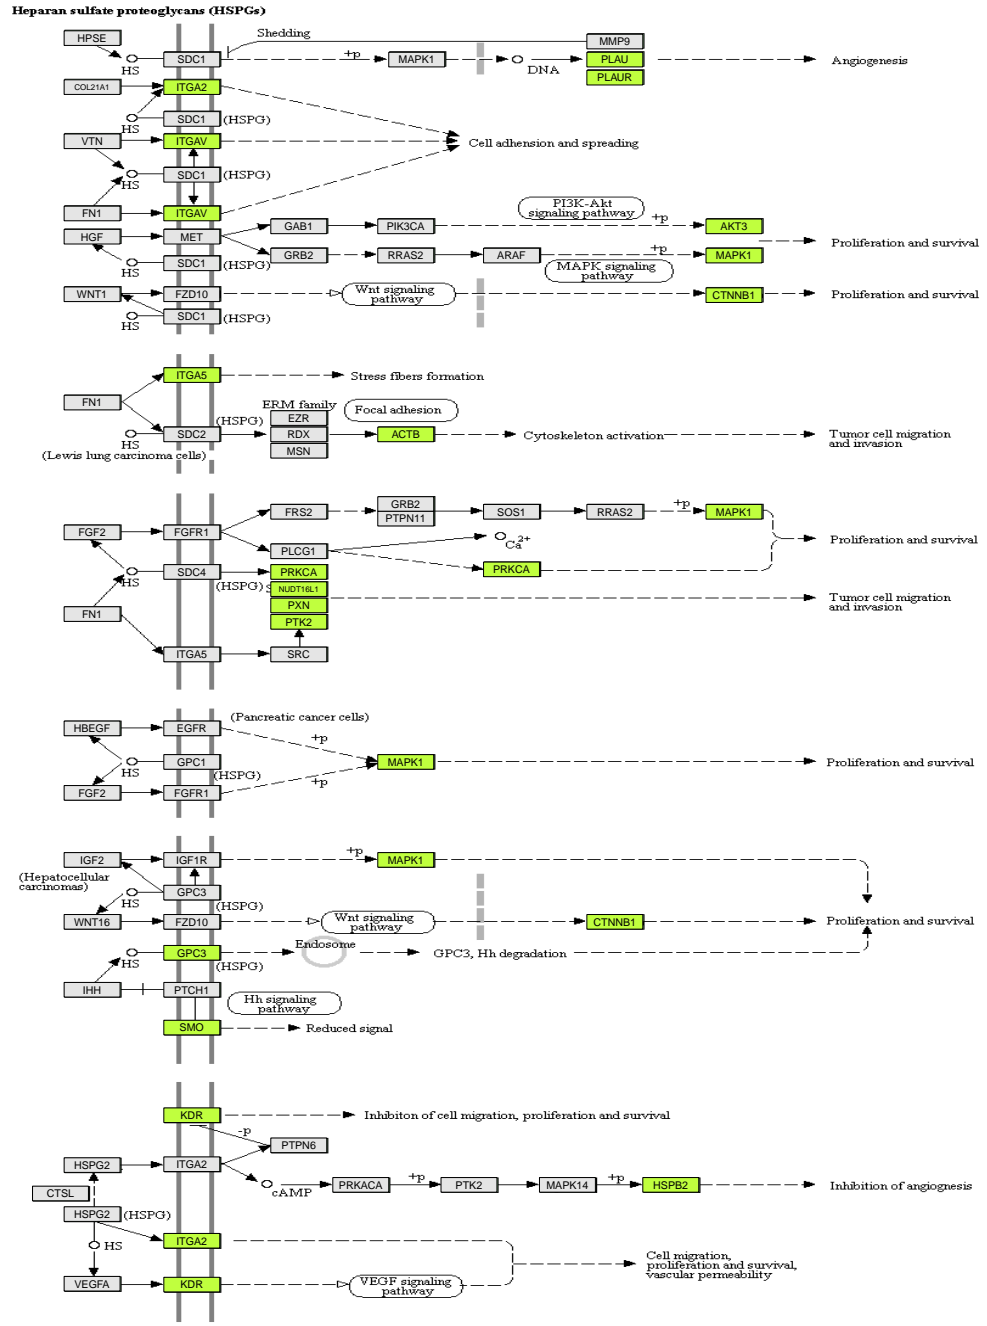 Heparan sulfate proteoglycans (HSPGs)
HPSE
Shedding
MMP9
HS
SDC1
+p
MAPK1
DNA
PLAU
Angiogenesis
PLAUR
COL21A1
ITGA2
HS
SDC1
(HSPG)
VTN
ITGAV
Cell adhension and spreading
HS
SDC1
(HSPG)
FN1
ITGAV
PI3K-Akt
signaling pathway
GAB1
PIK3CA
+p
AKT3
HGF
MET
Proliferation and survival
GRB2
RRAS2
ARAF
+p
MAPK1
HS
SDC1
(HSPG)
MAPK signaling
pathway
WNT1
FZD10
Wnt signaling
pathway
CTNNB1
Proliferation and survival
HS
SDC1
(HSPG)
ITGA5
Stress fibers formation
FN1
ERM family
Focal adhesion
(HSPG)
EZR
HS
SDC2
RDX
ACTB
Cytoskeleton activation
Tumor cell migration
and invasion
(Lewis lung carcinoma cells)
MSN
FRS2
GRB2
PTPN11
SOS1
RRAS2
+p
MAPK1
FGF2
FGFR1
Ca2+
Proliferation and survival
PLCG1
HS
SDC4
PRKCA
PRKCA
(HSPG)
NUDT16L1
PXN
Tumor cell migration
and invasion
FN1
PTK2
ITGA5
SRC
(Pancreatic cancer cells)
HBEGF
EGFR
+p
HS
GPC1
(HSPG)
MAPK1
Proliferation and survival
+p
FGF2
FGFR1
IGF2
IGF1R
+p
MAPK1
(Hepatocellular
carcinomas)
HS
GPC3
(HSPG)
WNT16
FZD10
Wnt signaling
pathway
CTNNB1
Proliferation and survival
HS
GPC3
(HSPG)
Endosome
GPC3, Hh degradation
IHH
PTCH1
Hh signaling
pathway
SMO
Reduced signal
KDR
Inhibiton of cell migration, proliferation and survival
-p
PTPN6
HSPG2
ITGA2
CTSL
cAMP
PRKACA
+p
PTK2
MAPK14
+p
HSPB2
Inhibition of angiognesis
HSPG2
(HSPG)
HS
ITGA2
Cell migration,
proliferation and survival,
vascular permeability
VEGFA
KDR
VEGF signaling
pathway